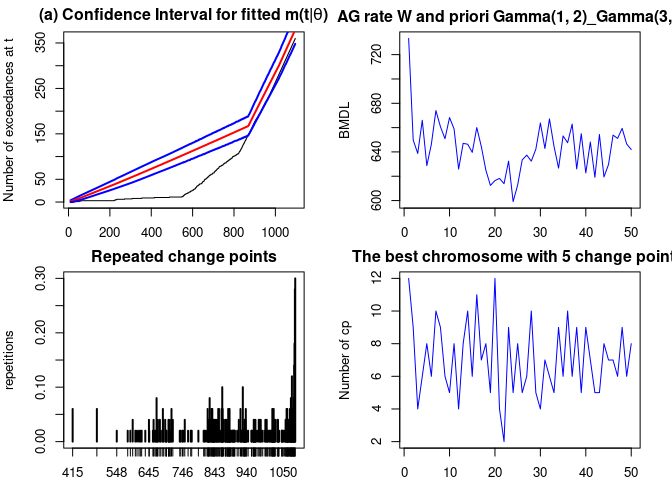 (a) Confidence Interval for fitted m(t|θ)
Number of exceedances at t
0 50 150 250 350
0 200 400 600 800 1000
AG rate W and priori Gamma(1, 2)_Gamma(3,
BMDL
600 640 680 720
0 10 20 30 40 50
Repeated change points
repetitions
0.00 0.10 0.20 0.30
415 548 645 746 843 940 1050
The best chromosome with 5 change point
Number of cp
2 4 6 8 10 12
0 10 20 30 40 50